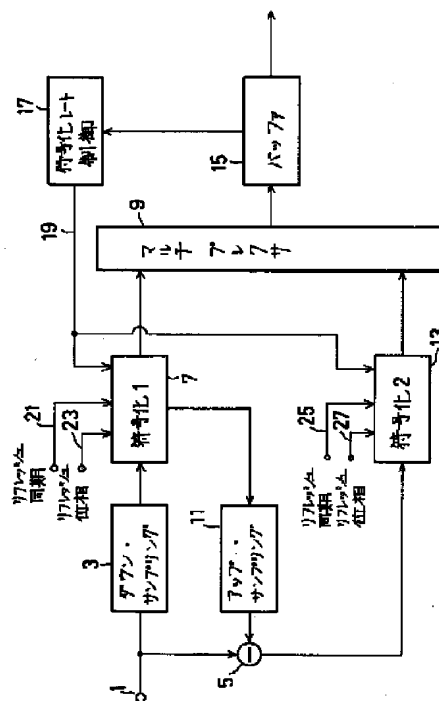 1
3
ダウン・
サンプリング
5
アップ・・
サンプリング
11
リフレッシュ
同期
21
リフレッシュ
位相
23
符号化 1
7
19
17
符号化レート
制御
マルチプレクサ
9
15
バッファ
リフレッシュ
同期
25
リフレッシュ
位相
27
符号化 2
13